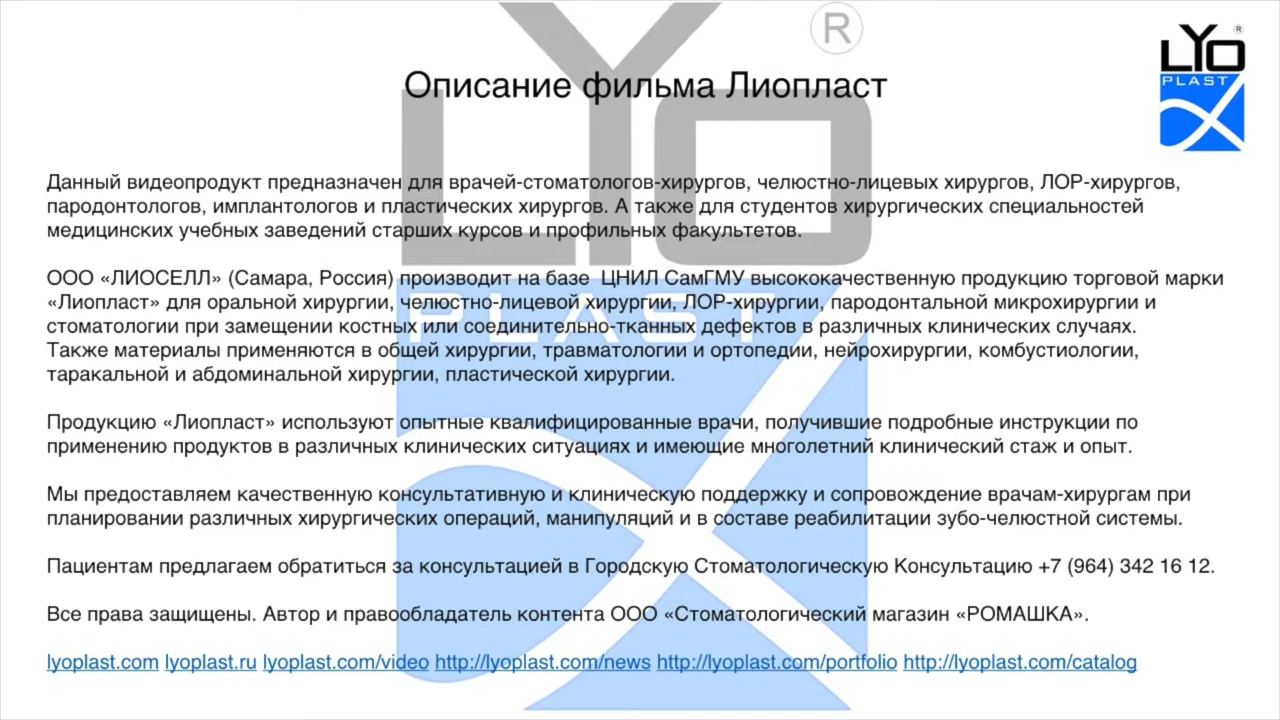 LYO
PLAST
®
Описание фильма Лиопласт
Данный видеопродукт предназначен для врачей-стоматологов-хирургов, челюстно-лицевых хирургов, ЛОР-хирургов,
пародонтологов, имплантологов и пластических хирургов. А также для студентов хирургических специальностей
медицинских учебных заведений старших курсов и профильных факультетов.
ООО «ЛИОСЕЛЛ» (Самара, Россия) производит на базе  ЦНИЛ СамГМУ высококачественную продукцию торговой марки
«Лиопласт» для оральной хирургии, челюстно-лицевой хирургии, ЛОР-хирургии, пародонтальной микрохирургии и
стоматологии при замещении костных или соединительно-тканных дефектов в различных клинических случаях.
Также материалы применяются в общей хирургии, травматологии и ортопедии, нейрохирургии, комбустиологии,
таракальной и абдоминальной хирургии, пластической хирургии.
Продукцию «Лиопласт» используют опытные квалифицированные врачи, получившие подробные инструкции по
применению продуктов в различных клинических ситуациях и имеющие многолетний клинический стаж и опыт.
Мы предоставляем качественную консультативную и клиническую поддержку и сопровождение врачам-хирургам при
планировании различных хирургических операций, манипуляций и в составе реабилитации зубо-челюстной системы.
Пациентам предлагаем обратиться за консультацией в Городскую Стоматологическую Консультацию +7 (964) 342 16 12.
Все права защищены. Автор и правообладатель контента ООО «Стоматологический магазин «РОМАШКА».
lyoplast.com lyoplast.ru lyoplast.com/video http://lyoplast.com/news http://lyoplast.com/portfolio http://lyoplast.com/catalog
LYO
PLAST
®